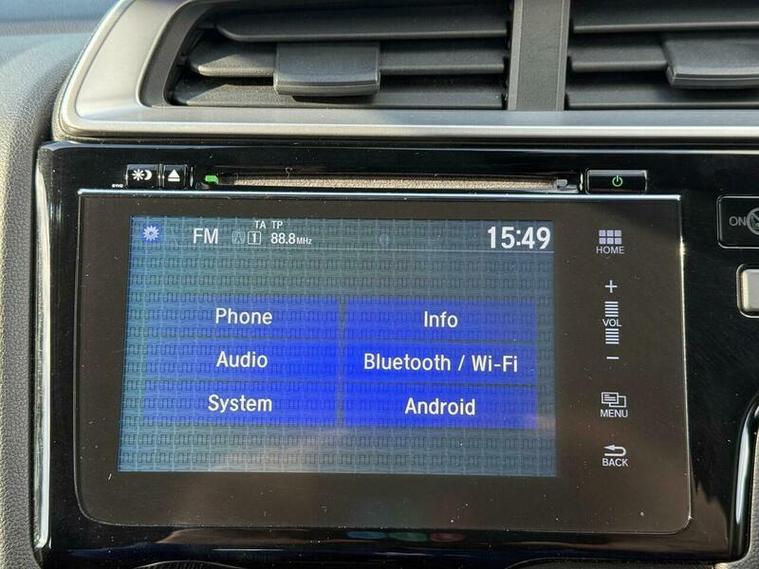 TA TP
FM 1 88.8MHz 15:49
HOME
Phone Info
Audio Bluetooth / Wi-Fi
System Android
+
VOL
−
MENU
BACK
ON